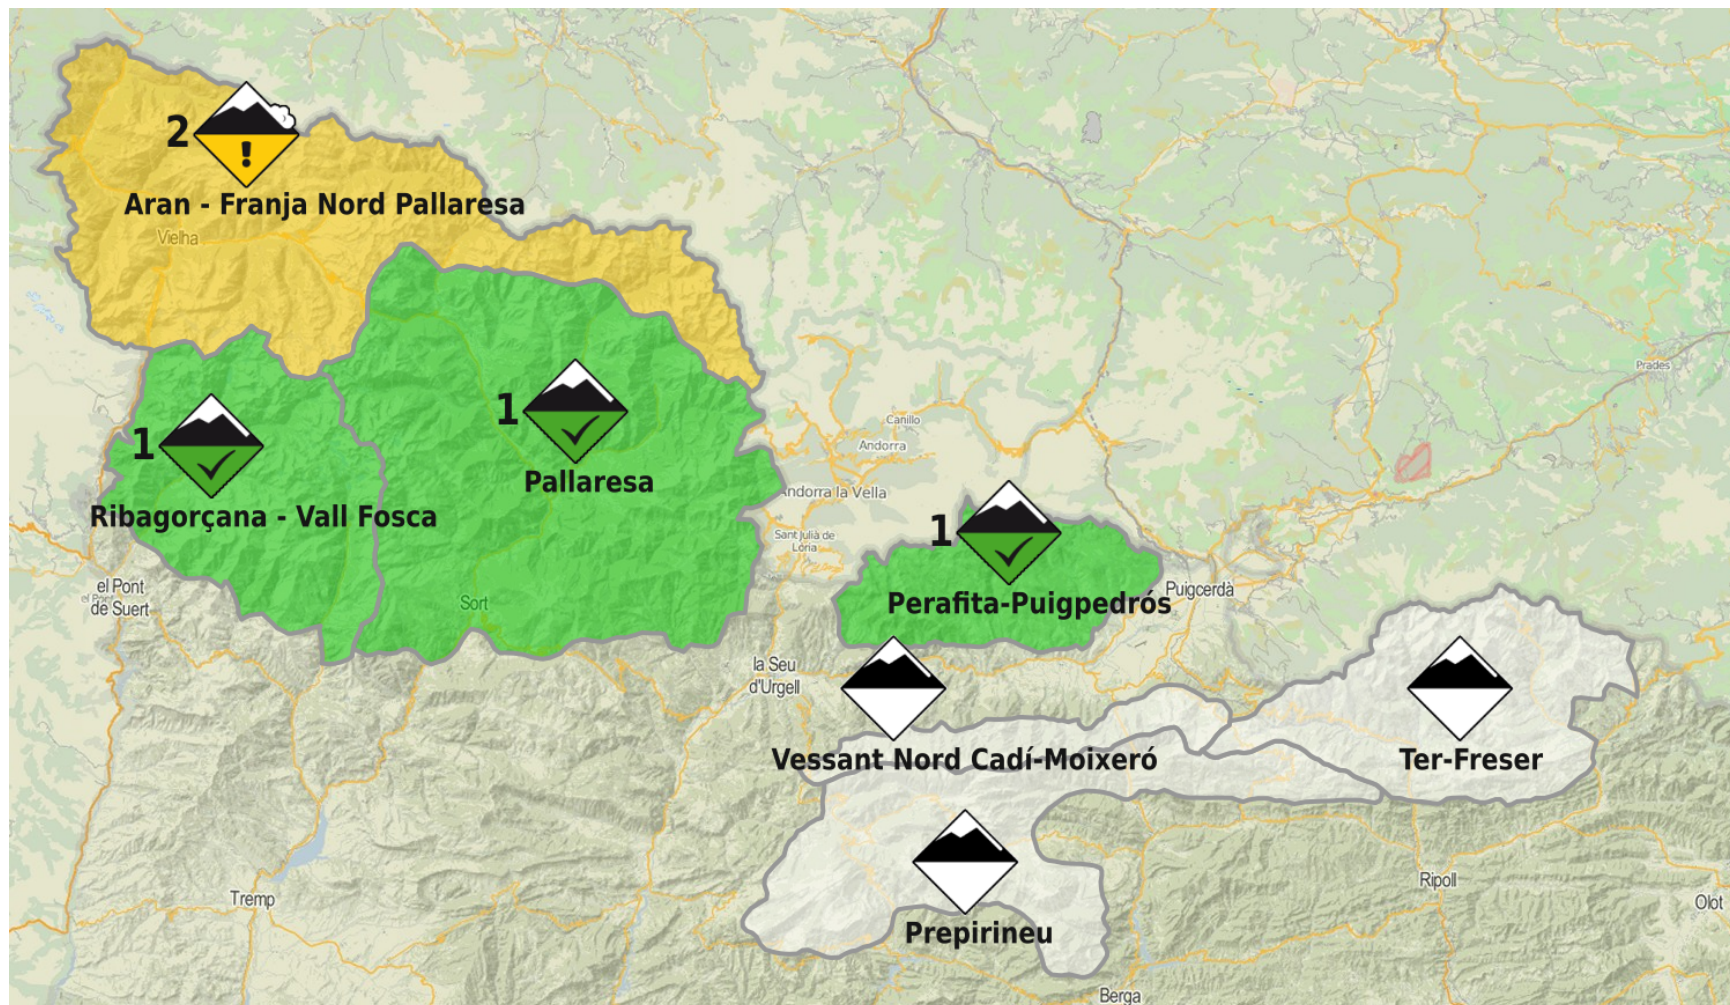 2
!
Aran - Franja Nord Pallaresa
Vielha
Prades
1
Canillo
1
Andorra
Pallaresa
Andorra la Vella
Ribagorçana - Vall Fosca
1
Sant Julià de
Lòria
el Pont
de Suert
Puigcerdà
Sort
Perafita-Puigpedrós
la Seu
d'Urgell
Vessant Nord Cadí-Moixeró
Ter-Freser
Ripoll
Tremp
Olot
Prepirineu
Berga